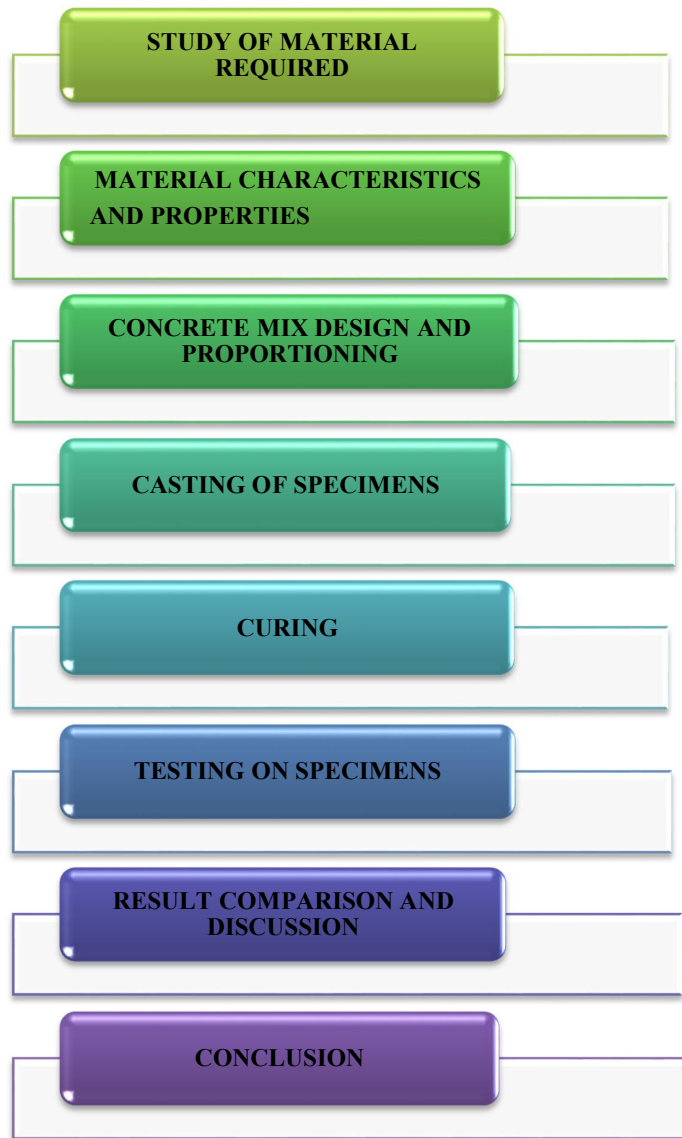 STUDY OF MATERIAL
REQUIRED
MATERIAL CHARACTERISTICS
AND PROPERTIES
CONCRETE MIX DESIGN AND
PROPORTIONING
CASTING OF SPECIMENS
CURING
TESTING ON SPECIMENS
RESULT COMPARISON AND
DISCUSSION
CONCLUSION